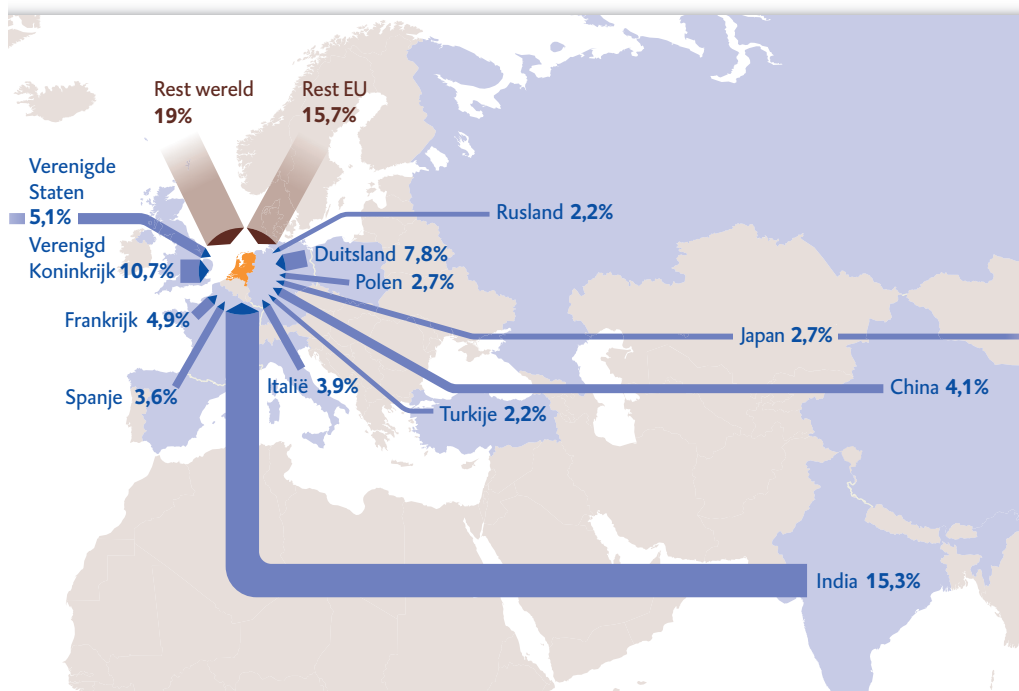 Rest wereld
19%
Rest EU
15,7%
Verenigde
Staten
5,1%
Verenigd
Koninkrijk 10,7%
Frankrijk 4,9%
Spanje 3,6%
Italië 3,9%
Rusland 2,2%
Duitsland 7,8%
Polen 2,7%
Japan 2,7%
China 4,1%
Turkije 2,2%
India 15,3%